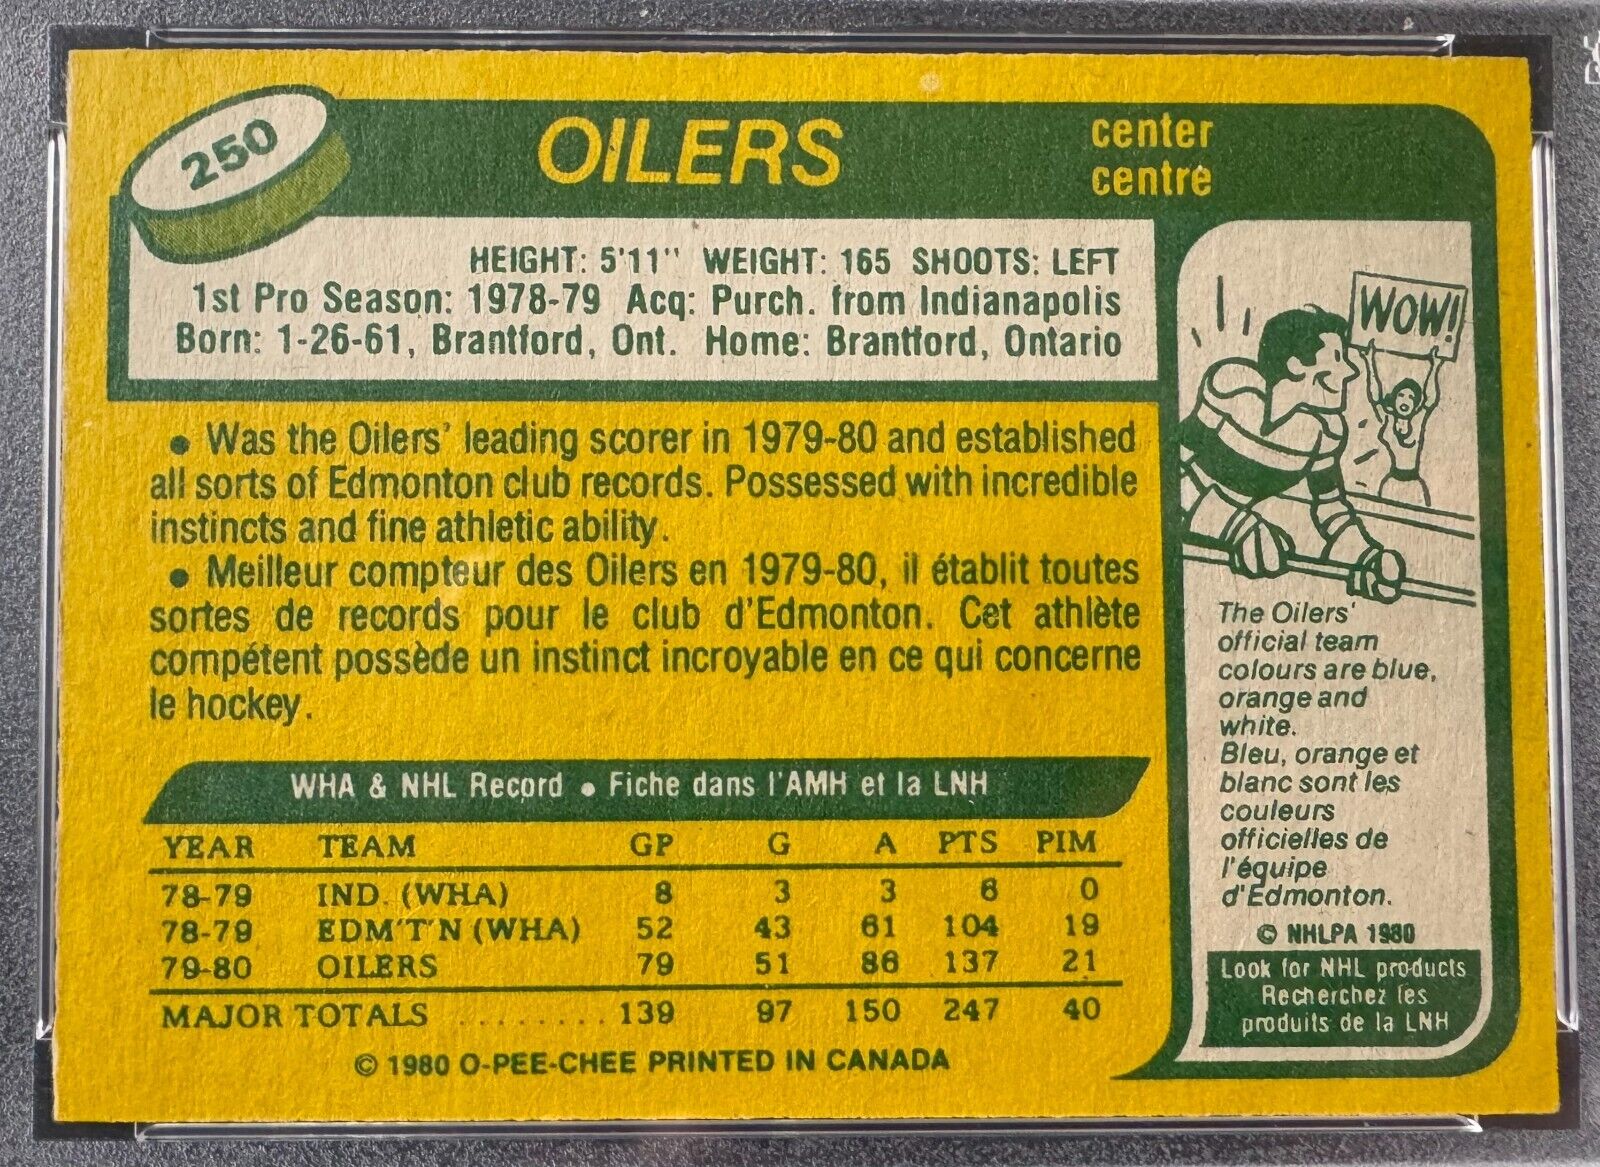 250
OILERS
center
centre
HEIGHT: 5'11" WEIGHT: 165 SHOOTS: LEFT
1st Pro Season: 1978-79 Acq: Purch. from Indianapolis
Born: 1-26-61, Brantford, Ont. Home: Brantford, Ontario
• Was the Oilers' leading scorer in 1979-80 and established
all sorts of Edmonton club records. Possessed with incredible
instincts and fine athletic ability.
• Meilleur compteur des Oilers en 1979-80, il établit toutes
sortes de records pour le club d'Edmonton. Cet athlète
compétent possède un instinct incroyable en ce qui concerne
le hockey.
WHA & NHL Record • Fiche dans l'AMH et la LNH
YEAR TEAM GP G A PTS PIM
78-79 IND. (WHA) 8 3 3 6 0
78-79 EDM'T'N (WHA) 52 43 61 104 19
79-80 OILERS 79 51 86 137 21
MAJOR TOTALS ........ 139 97 150 247 40
© 1980 O-PEE-CHEE PRINTED IN CANADA
WOW!
The Oilers'
official team
colours are blue,
orange and
white.
Bleu, orange et
blanc sont les
couleurs
officielles de
l'équipe
d'Edmonton.
© NHLPA 1980
Look for NHL products
Recherchez les
produits de la LNH